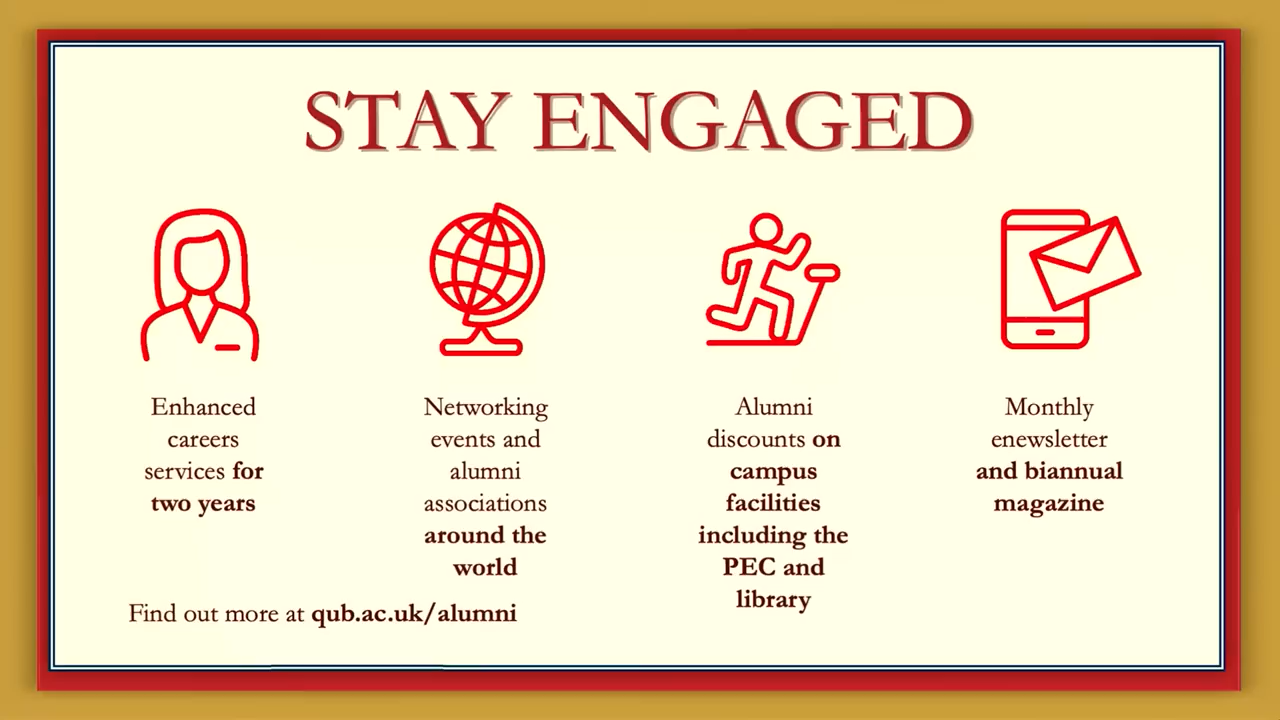 STAY ENGAGED
Enhanced
careers
services for
two years
Networking
events and
alumni
associations
around the
world
Alumni
discounts on
campus
facilities
including the
PEC and
library
Monthly
enewsletter
and biannual
magazine
Find out more at qub.ac.uk/alumni